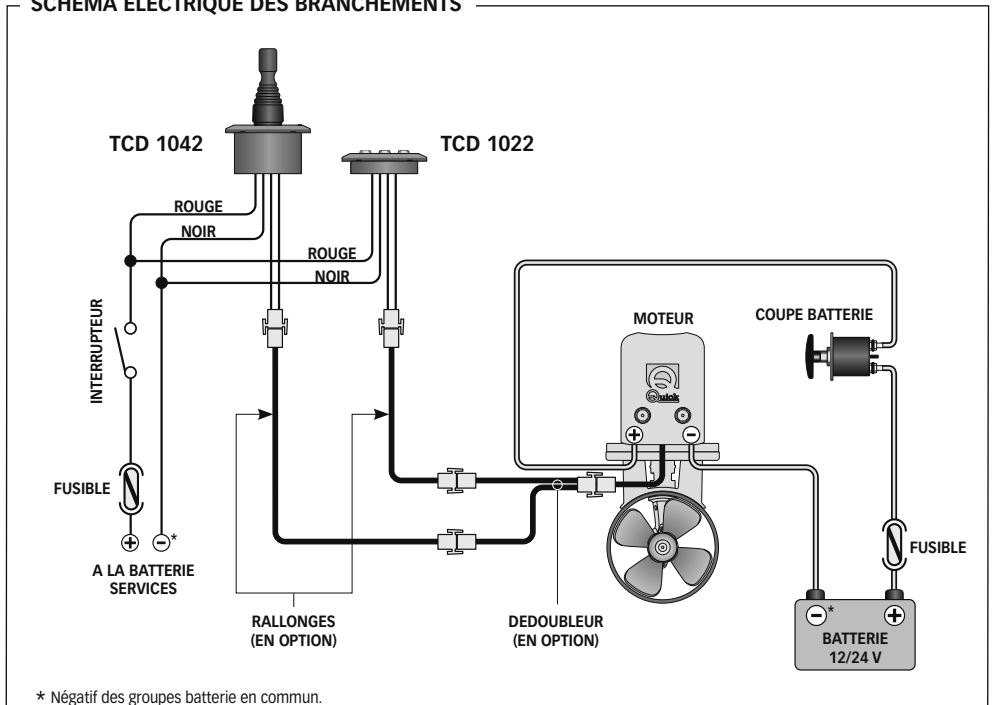 SCHEMA ELECTRIQUE DES BRANCHEMENTS
TCD 1042
TCD 1022
ROUGE
NOIR
ROUGE
NOIR
INTERRUPTEUR
MOTEUR
COUPE BATTERIE
Quick
+
-
FUSIBLE
+
- *
A LA BATTERIE
SERVICES
FUSIBLE
RALLONGES
(EN OPTION)
DEDOUBLEUR
(EN OPTION)
- *
+
BATTERIE
12/24 V
* Négatif des groupes batterie en commun.